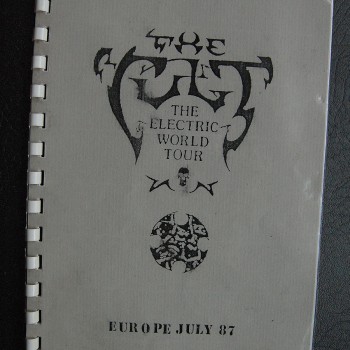 THE
CULT
THE
ELECTRIC
WORLD
TOUR
EUROPE JULY 87